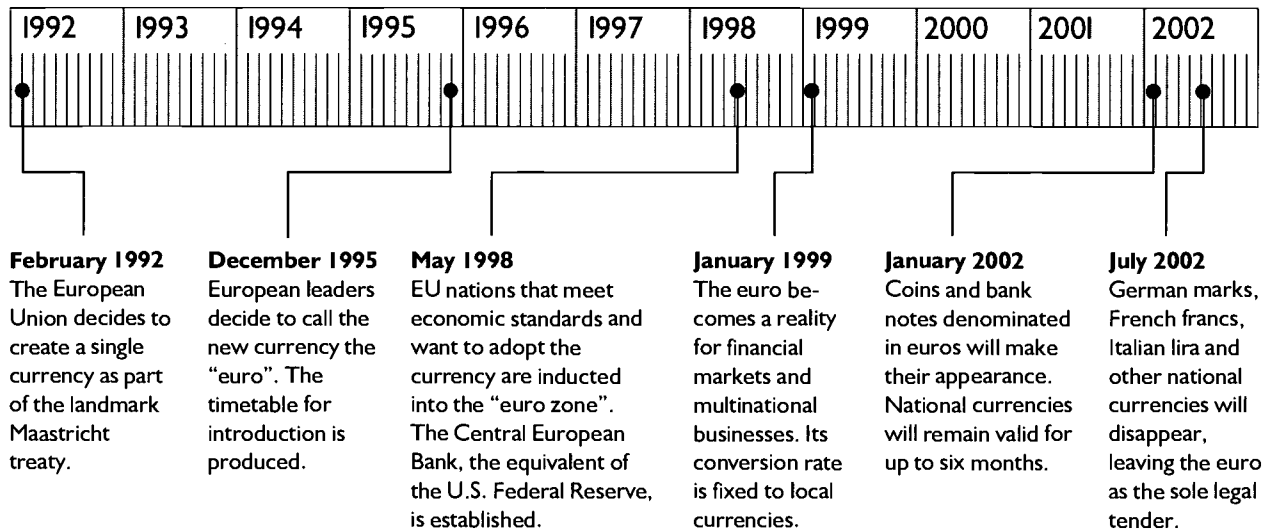 1992 1993 1994 1995 1996 1997 1998 1999 2000 2001 2002
February 1992
The European
Union decides to
create a single
currency as part
of the landmark
Maastricht
treaty.
December 1995
European leaders
decide to call the
new currency the
“euro”. The
timetable for
introduction is
produced.
May 1998
EU nations that meet
economic standards and
want to adopt the
currency are inducted
into the “euro zone”.
The Central European
Bank, the equivalent of
the U.S. Federal Reserve,
is established.
January 1999
The euro be-
comes a reality
for financial
markets and
multinational
businesses. Its
conversion rate
is fixed to local
currencies.
January 2002
Coins and bank
notes denominated
in euros will make
their appearance.
National currencies
will remain valid for
up to six months.
July 2002
German marks,
French francs,
Italian lira and
other national
currencies will
disappear,
leaving the euro
as the sole legal
tender.